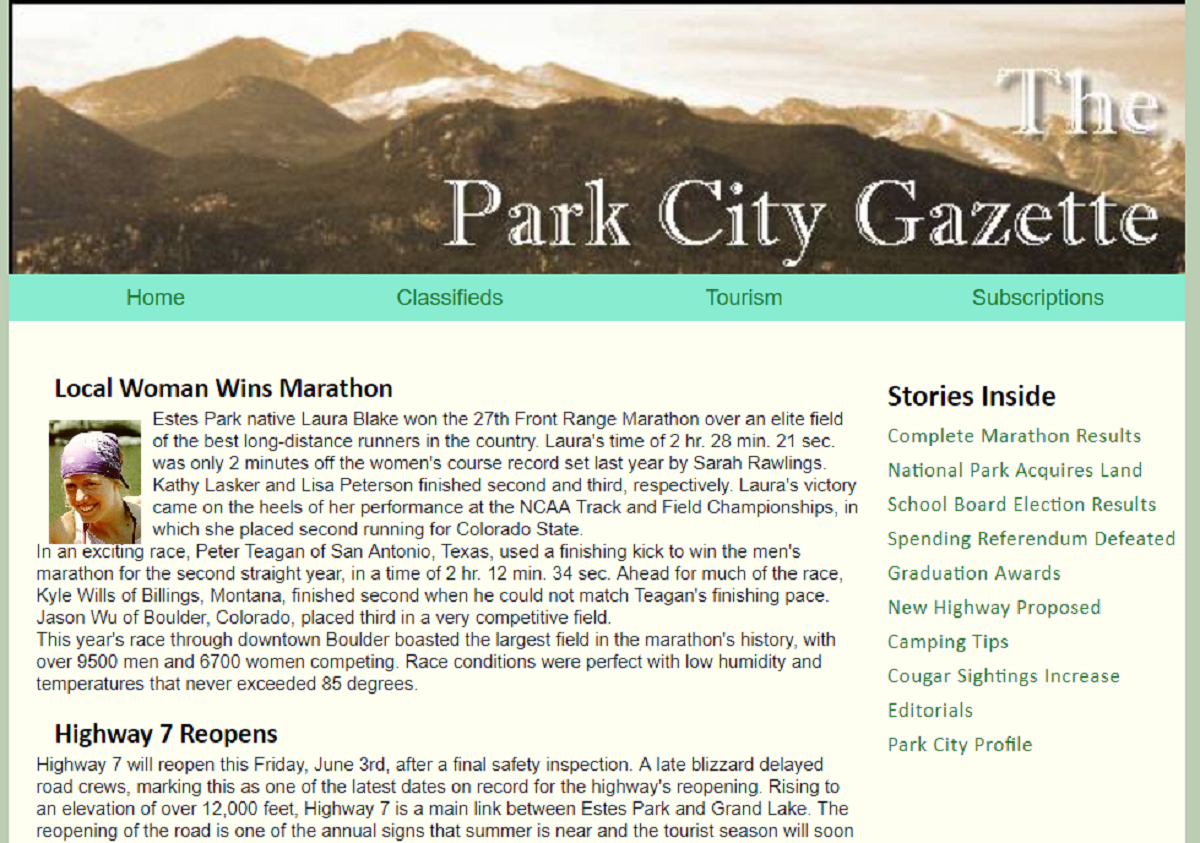 The
Park City Gazette
Home Classifieds Tourism Subscriptions
Local Woman Wins Marathon
Estes Park native Laura Blake won the 27th Front Range Marathon over an elite field
of the best long-distance runners in the country. Laura's time of 2 hr. 28 min. 21 sec.
was only 2 minutes off the women's course record set last year by Sarah Rawlings.
Kathy Lasker and Lisa Peterson finished second and third, respectively. Laura's victory
came on the heels of her performance at the NCAA Track and Field Championships, in
which she placed second running for Colorado State.
In an exciting race, Peter Teagan of San Antonio, Texas, used a finishing kick to win the men's
marathon for the second straight year, in a time of 2 hr. 12 min. 34 sec. Ahead for much of the race,
Kyle Wills of Billings, Montana, finished second when he could not match Teagan's finishing pace.
Jason Wu of Boulder, Colorado, placed third in a very competitive field.
This year's race through downtown Boulder boasted the largest field in the marathon's history, with
over 9500 men and 6700 women competing. Race conditions were perfect with low humidity and
temperatures that never exceeded 85 degrees.
Highway 7 Reopens
Highway 7 will reopen this Friday, June 3rd, after a final safety inspection. A late blizzard delayed
road crews, marking this as one of the latest dates on record for the highway's reopening. Rising to
an elevation of over 12,000 feet, Highway 7 is a main link between Estes Park and Grand Lake. The
reopening of the road is one of the annual signs that summer is near and the tourist season will soon
Stories Inside
Complete Marathon Results
National Park Acquires Land
School Board Election Results
Spending Referendum Defeated
Graduation Awards
New Highway Proposed
Camping Tips
Cougar Sightings Increase
Editorials
Park City Profile